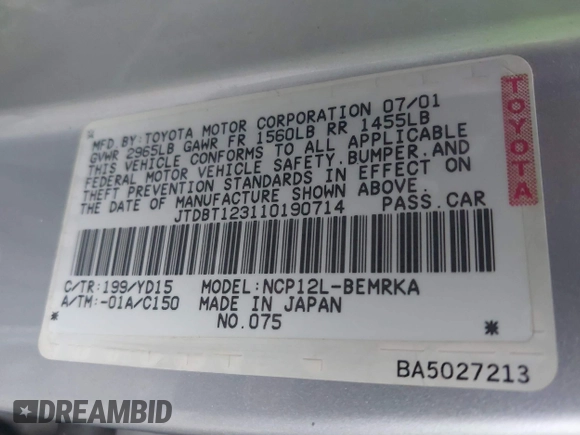 MFD BY:TOYOTA MOTOR CORPORATION 07/01
GVWR 2965LB GAWR FR 1560LB RR 1455LB
THIS VEHICLE CONFORMS TO ALL APPLICABLE
FEDERAL MOTOR VEHICLE SAFETY,BUMPER,AND
THEFT PREVENTION STANDARDS IN EFFECT ON
THE DATE OF MANUFACTURE SHOWN ABOVE.
JTDBT123110190714 PASS.CAR
C/TR:199/YD15 MODEL:NCP12L-BEMRKA
A/TM:-01A/C150 MADE IN JAPAN
NO.075
BA5027213
TOYOTA
DREAMBID